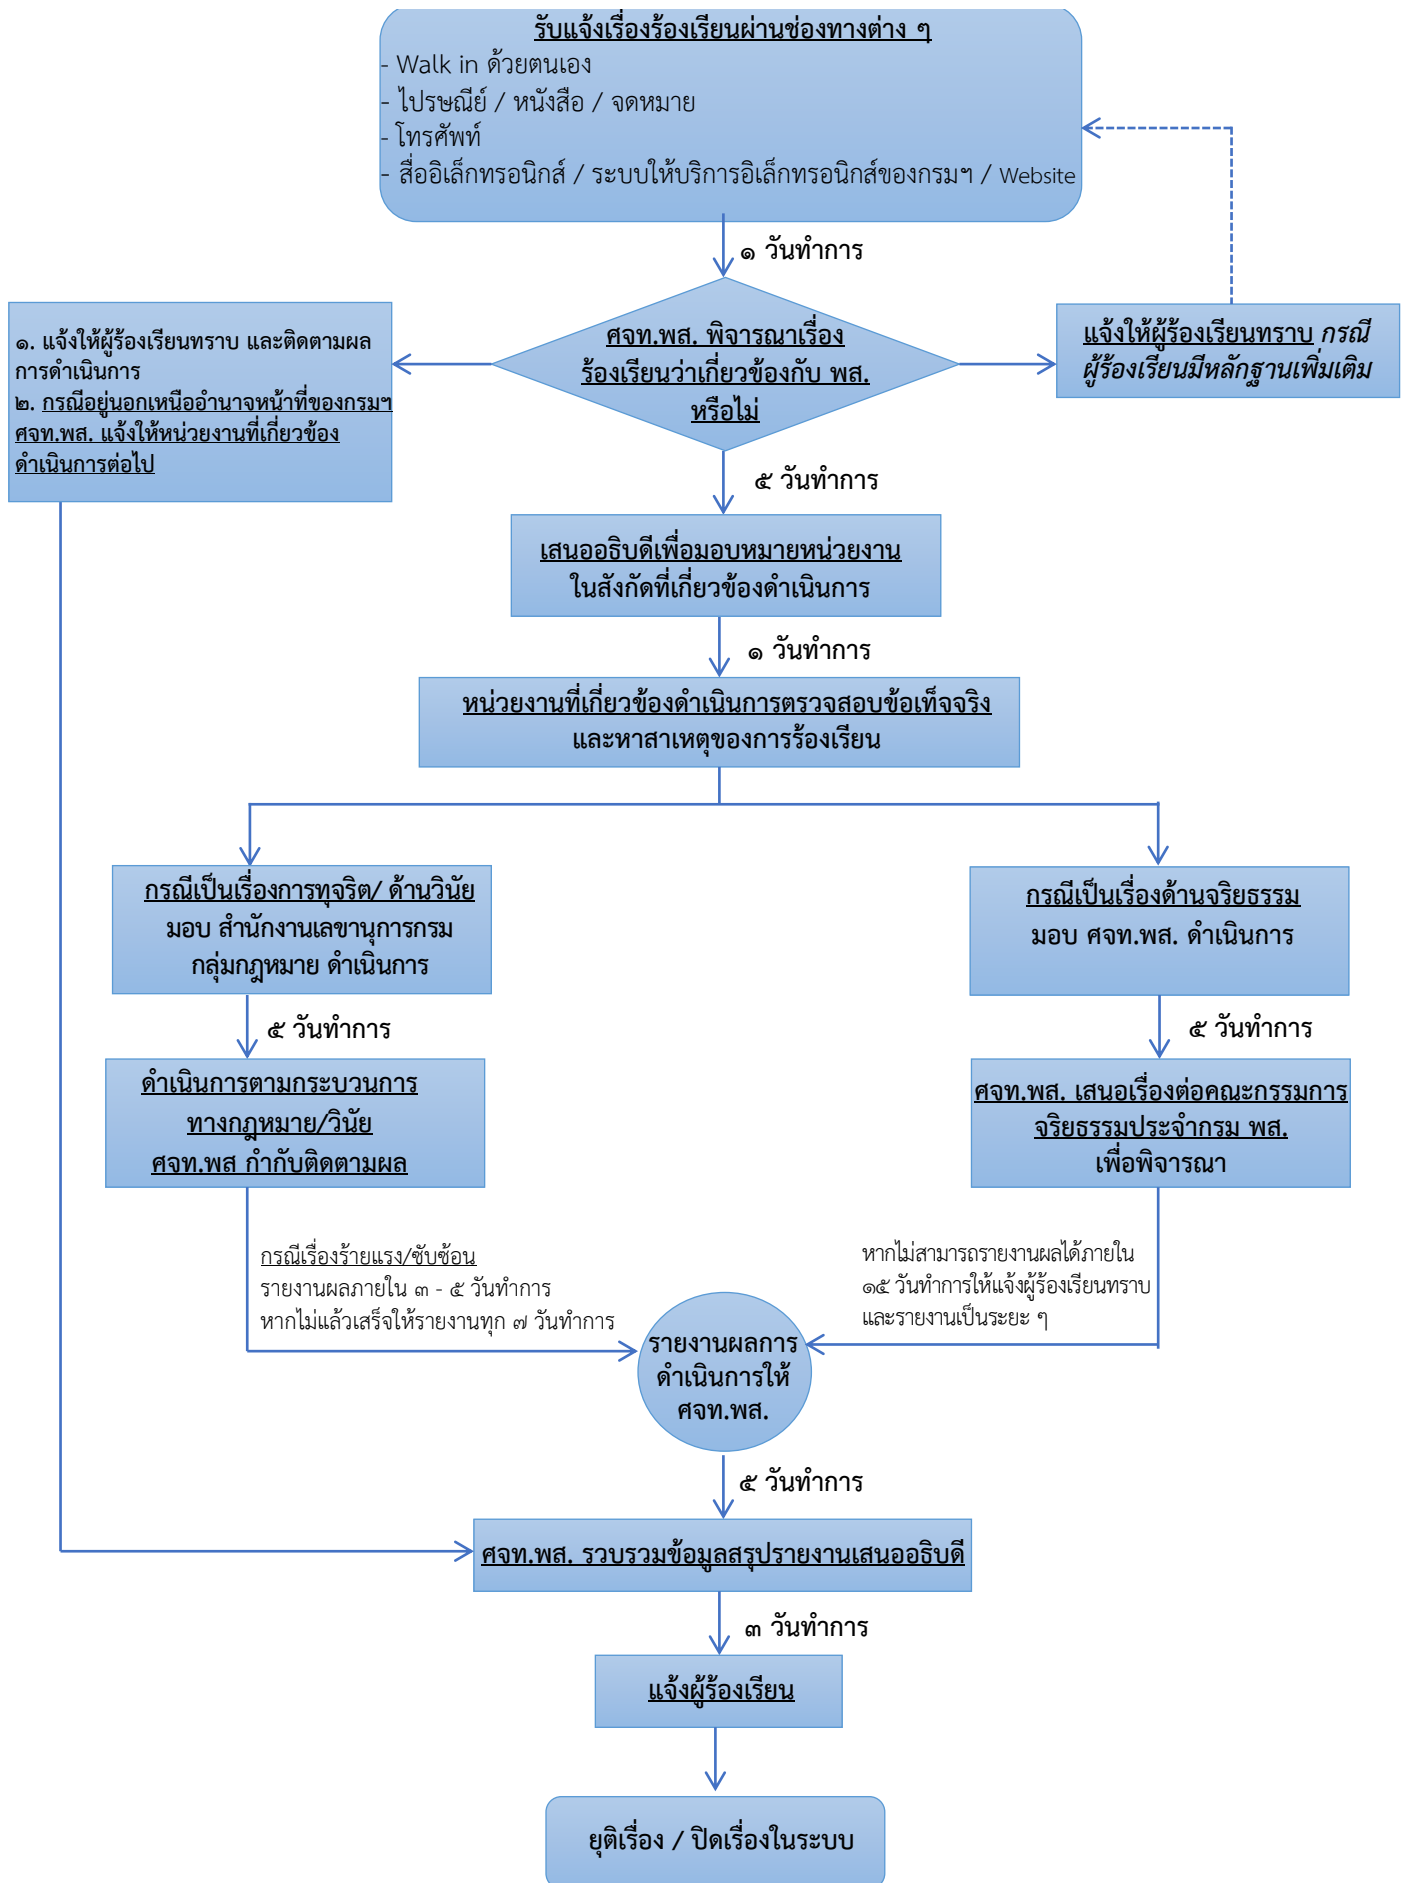 รับแจ้งเรื่องร้องเรียนผ่านช่องทางต่าง ๆ
- Walk in ด้วยตนเอง
- ไปรษณีย์ / หนังสือ / จดหมาย
- โทรศัพท์
- สื่ออิเล็กทรอนิกส์ / ระบบให้บริการอิเล็กทรอนิกส์ของกรมฯ / Website
๑ วันทำการ
ศจท.พส. พิจารณาเรื่อง
ร้องเรียนว่าเกี่ยวข้องกับ พส.
หรือไม่
๑. แจ้งให้ผู้ร้องเรียนทราบ และติดตามผล
การดำเนินการ
๒. กรณีอยู่นอกเหนืออำนาจหน้าที่ของกรมฯ
ศจท.พส. แจ้งให้หน่วยงานที่เกี่ยวข้อง
ดำเนินการต่อไป
แจ้งให้ผู้ร้องเรียนทราบ กรณี
ผู้ร้องเรียนมีหลักฐานเพิ่มเติม
๕ วันทำการ
เสนออธิบดีเพื่อมอบหมายหน่วยงาน
ในสังกัดที่เกี่ยวข้องดำเนินการ
๑ วันทำการ
หน่วยงานที่เกี่ยวข้องดำเนินการตรวจสอบข้อเท็จจริง
และหาสาเหตุของการร้องเรียน
กรณีเป็นเรื่องการทุจริต/ ด้านวินัย
มอบ สำนักงานเลขานุการกรม
กลุ่มกฎหมาย ดำเนินการ
กรณีเป็นเรื่องด้านจริยธรรม
มอบ ศจท.พส. ดำเนินการ
๕ วันทำการ
๕ วันทำการ
ดำเนินการตามกระบวนการ
ทางกฎหมาย/วินัย
ศจท.พส กำกับติดตามผล
ศจท.พส. เสนอเรื่องต่อคณะกรรมการ
จริยธรรมประจำกรม พส.
เพื่อพิจารณา
กรณีเรื่องร้ายแรง/ซับซ้อน
รายงานผลภายใน ๓ - ๕ วันทำการ
หากไม่แล้วเสร็จให้รายงานทุก ๗ วันทำการ
หากไม่สามารถรายงานผลได้ภายใน
๑๕ วันทำการให้แจ้งผู้ร้องเรียนทราบ
และรายงานเป็นระยะ ๆ
รายงานผลการ
ดำเนินการให้
ศจท.พส.
๕ วันทำการ
ศจท.พส. รวบรวมข้อมูลสรุปรายงานเสนออธิบดี
๓ วันทำการ
แจ้งผู้ร้องเรียน
ยุติเรื่อง / ปิดเรื่องในระบบ